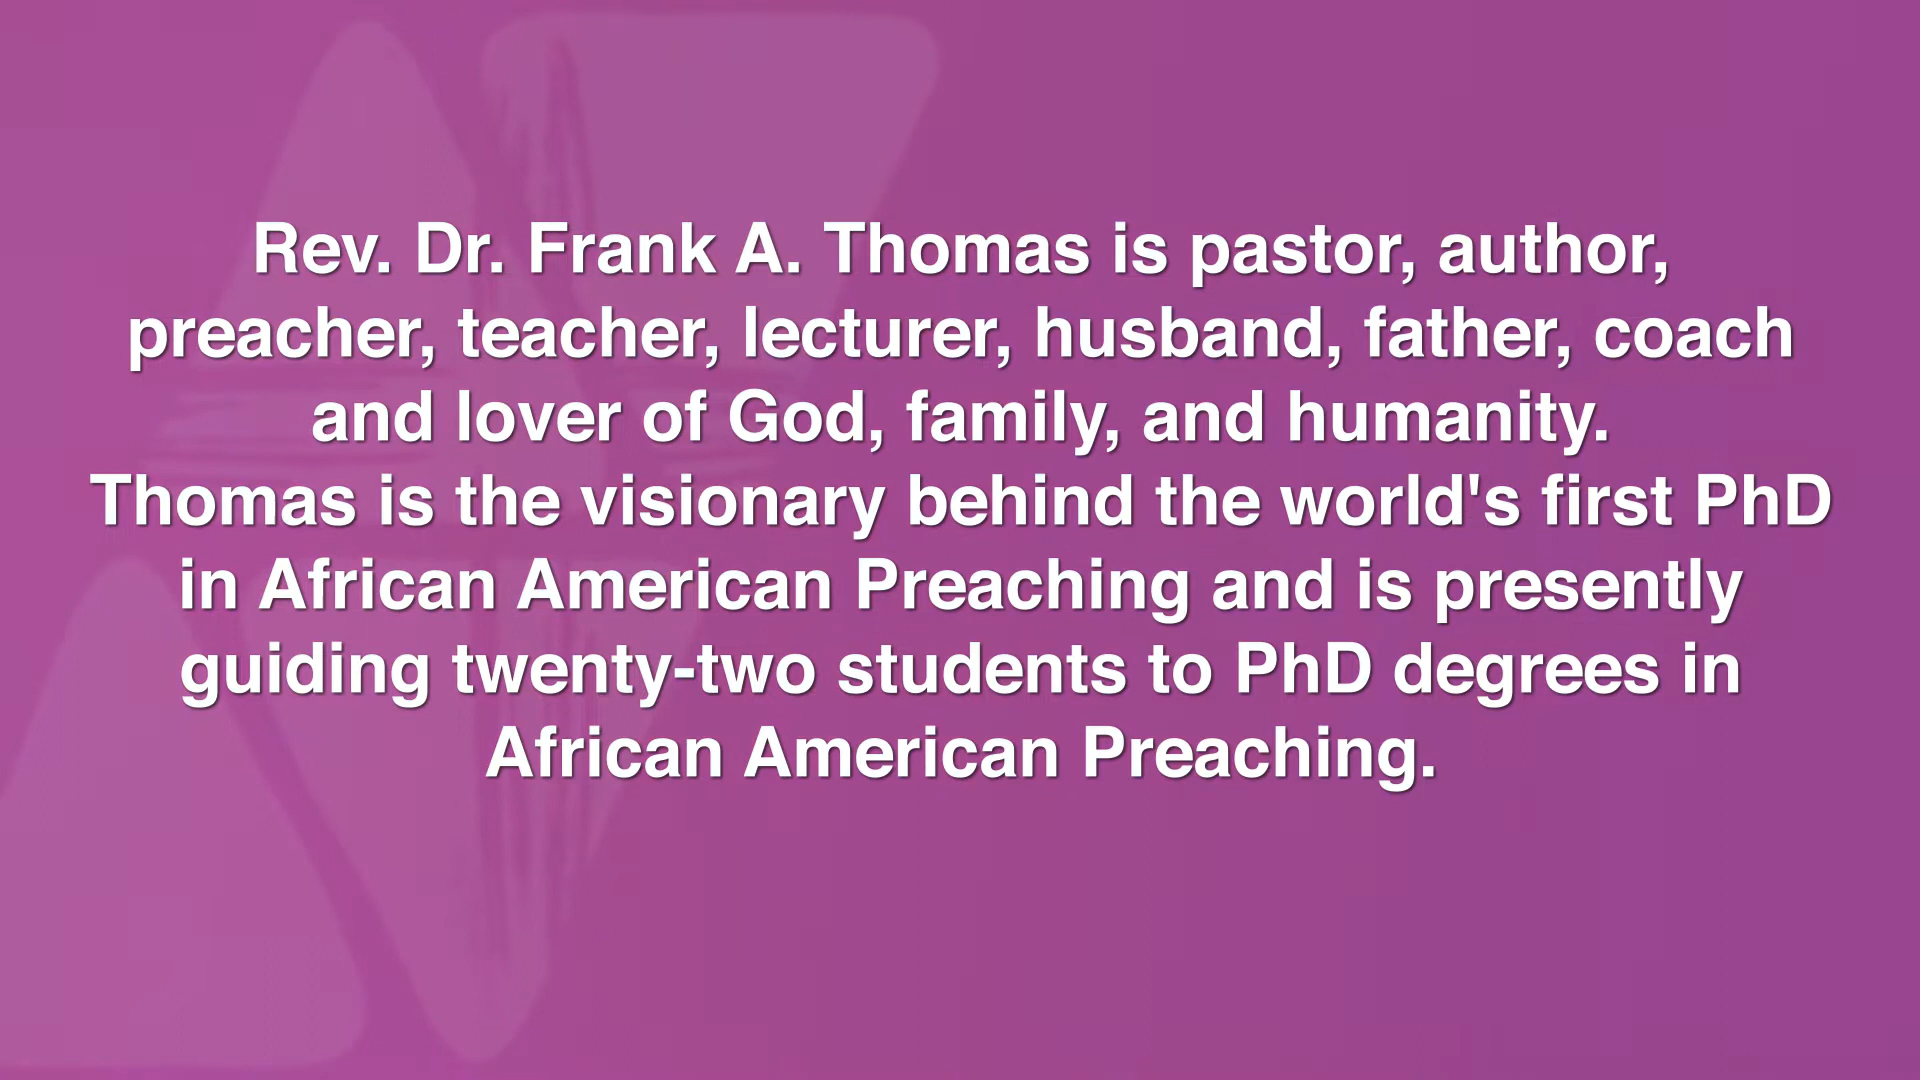 Rev. Dr. Frank A. Thomas is pastor, author,
preacher, teacher, lecturer, husband, father, coach
and lover of God, family, and humanity.
Thomas is the visionary behind the world's first PhD
in African American Preaching and is presently
guiding twenty-two students to PhD degrees in
African American Preaching.